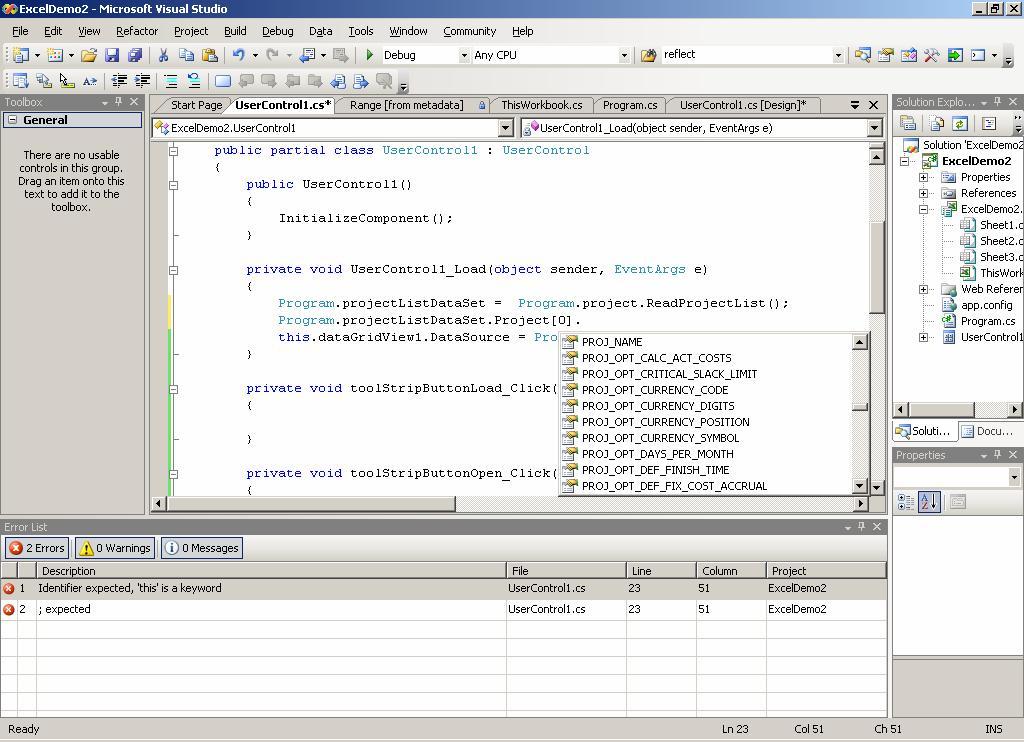 ExcelDemo2 - Microsoft Visual Studio
File Edit View Refactor Project Build Debug Data Tools Window Community Help
Debug Any CPU reflect
Toolbox
General
There are no usable
controls in this group.
Drag an item onto this
text to add it to the
toolbox.
Start Page UserControl1.cs* Range [from metadata] ThisWorkbook.cs Program.cs UserControl1.cs [Design]*
ExcelDemo2.UserControl1 UserControl1_Load(object sender, EventArgs e)
public partial class UserControl1 : UserControl
{
public UserControl1()
{
InitializeComponent();
}
private void UserControl1_Load(object sender, EventArgs e)
{
Program.projectListDataSet = Program.project.ReadProjectList();
Program.projectListDataSet.Project[0].
this.dataGridView1.DataSource = Pro
}
private void toolStripButtonLoad_Click(
{
}
private void toolStripButtonOpen_Click(
{
PROJ_NAME
PROJ_OPT_CALC_ACT_COSTS
PROJ_OPT_CRITICAL_SLACK_LIMIT
PROJ_OPT_CURRENCY_CODE
PROJ_OPT_CURRENCY_DIGITS
PROJ_OPT_CURRENCY_POSITION
PROJ_OPT_CURRENCY_SYMBOL
PROJ_OPT_DAYS_PER_MONTH
PROJ_OPT_DEF_FINISH_TIME
PROJ_OPT_DEF_FIX_COST_ACCRUAL
Solution Explo...
Solution 'ExcelDemo2
ExcelDemo2
Properties
References
ExcelDemo2.
Sheet1.c
Sheet2.c
Sheet3.c
ThisWork
Web Referer
app.config
Program.cs
UserControl1
Soluti... Docu...
Properties
Error List
2 Errors 0 Warnings 0 Messages
Description File Line Column Project
1 Identifier expected, 'this' is a keyword UserControl1.cs 23 51 ExcelDemo2
2 ; expected UserControl1.cs 23 51 ExcelDemo2
Ready Ln 23 Col 51 Ch 51 INS